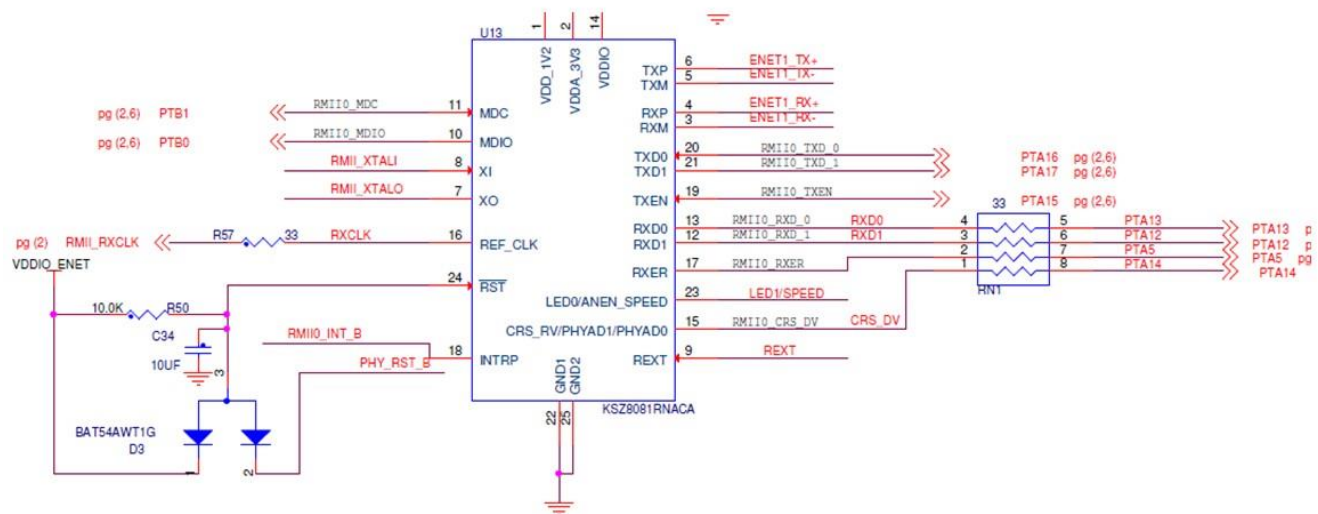 U13
1
2
14
VDD_1V2
VDDA_3V3
VDDIO
TXP 6 ENET1_TX+
TXM 5 ENET1_TX-
RXP 4 ENET1_RX+
RXM 3 ENET1_RX-
pg (2,6) PTB1 RMII0_MDC 11 MDC
pg (2,6) PTB0 RMII0_MDIO 10 MDIO
RMII_XTALI 8 XI
RMII_XTALO 7 XO
TXD0 20 RMII0_TXD_0 PTA16 pg (2,6)
TXD1 21 RMII0_TXD_1 PTA17 pg (2,6)
TXEN 19 RMII0_TXEN PTA15 pg (2,6)
33
RXD0 13 RMII0_RXD_0 RXD0 4 5 PTA13 PTA13 p
RXD1 12 RMII0_RXD_1 RXD1 3 6 PTA12 PTA12 p
2 7 PTA5 PTA5 pg
RXER 17 RMII0_RXER 1 8 PTA14 PTA14
RN1
pg (2) RMII_RXCLK R57 33 RXCLK 16 REF_CLK
VDDIO_ENET
24 RST
LED0/ANEN_SPEED 23 LED1/SPEED
10.0K R50
CRS_RV/PHYAD1/PHYAD0 15 RMII0_CRS_DV CRS_DV
C34
10UF
RMII0_INT_B 18 INTRP
PHY_RST_B
REXT 9 REXT
3
GND1
GND2
22
25
KSZ8081RNACA
BAT54AWT1G
D3
1
2